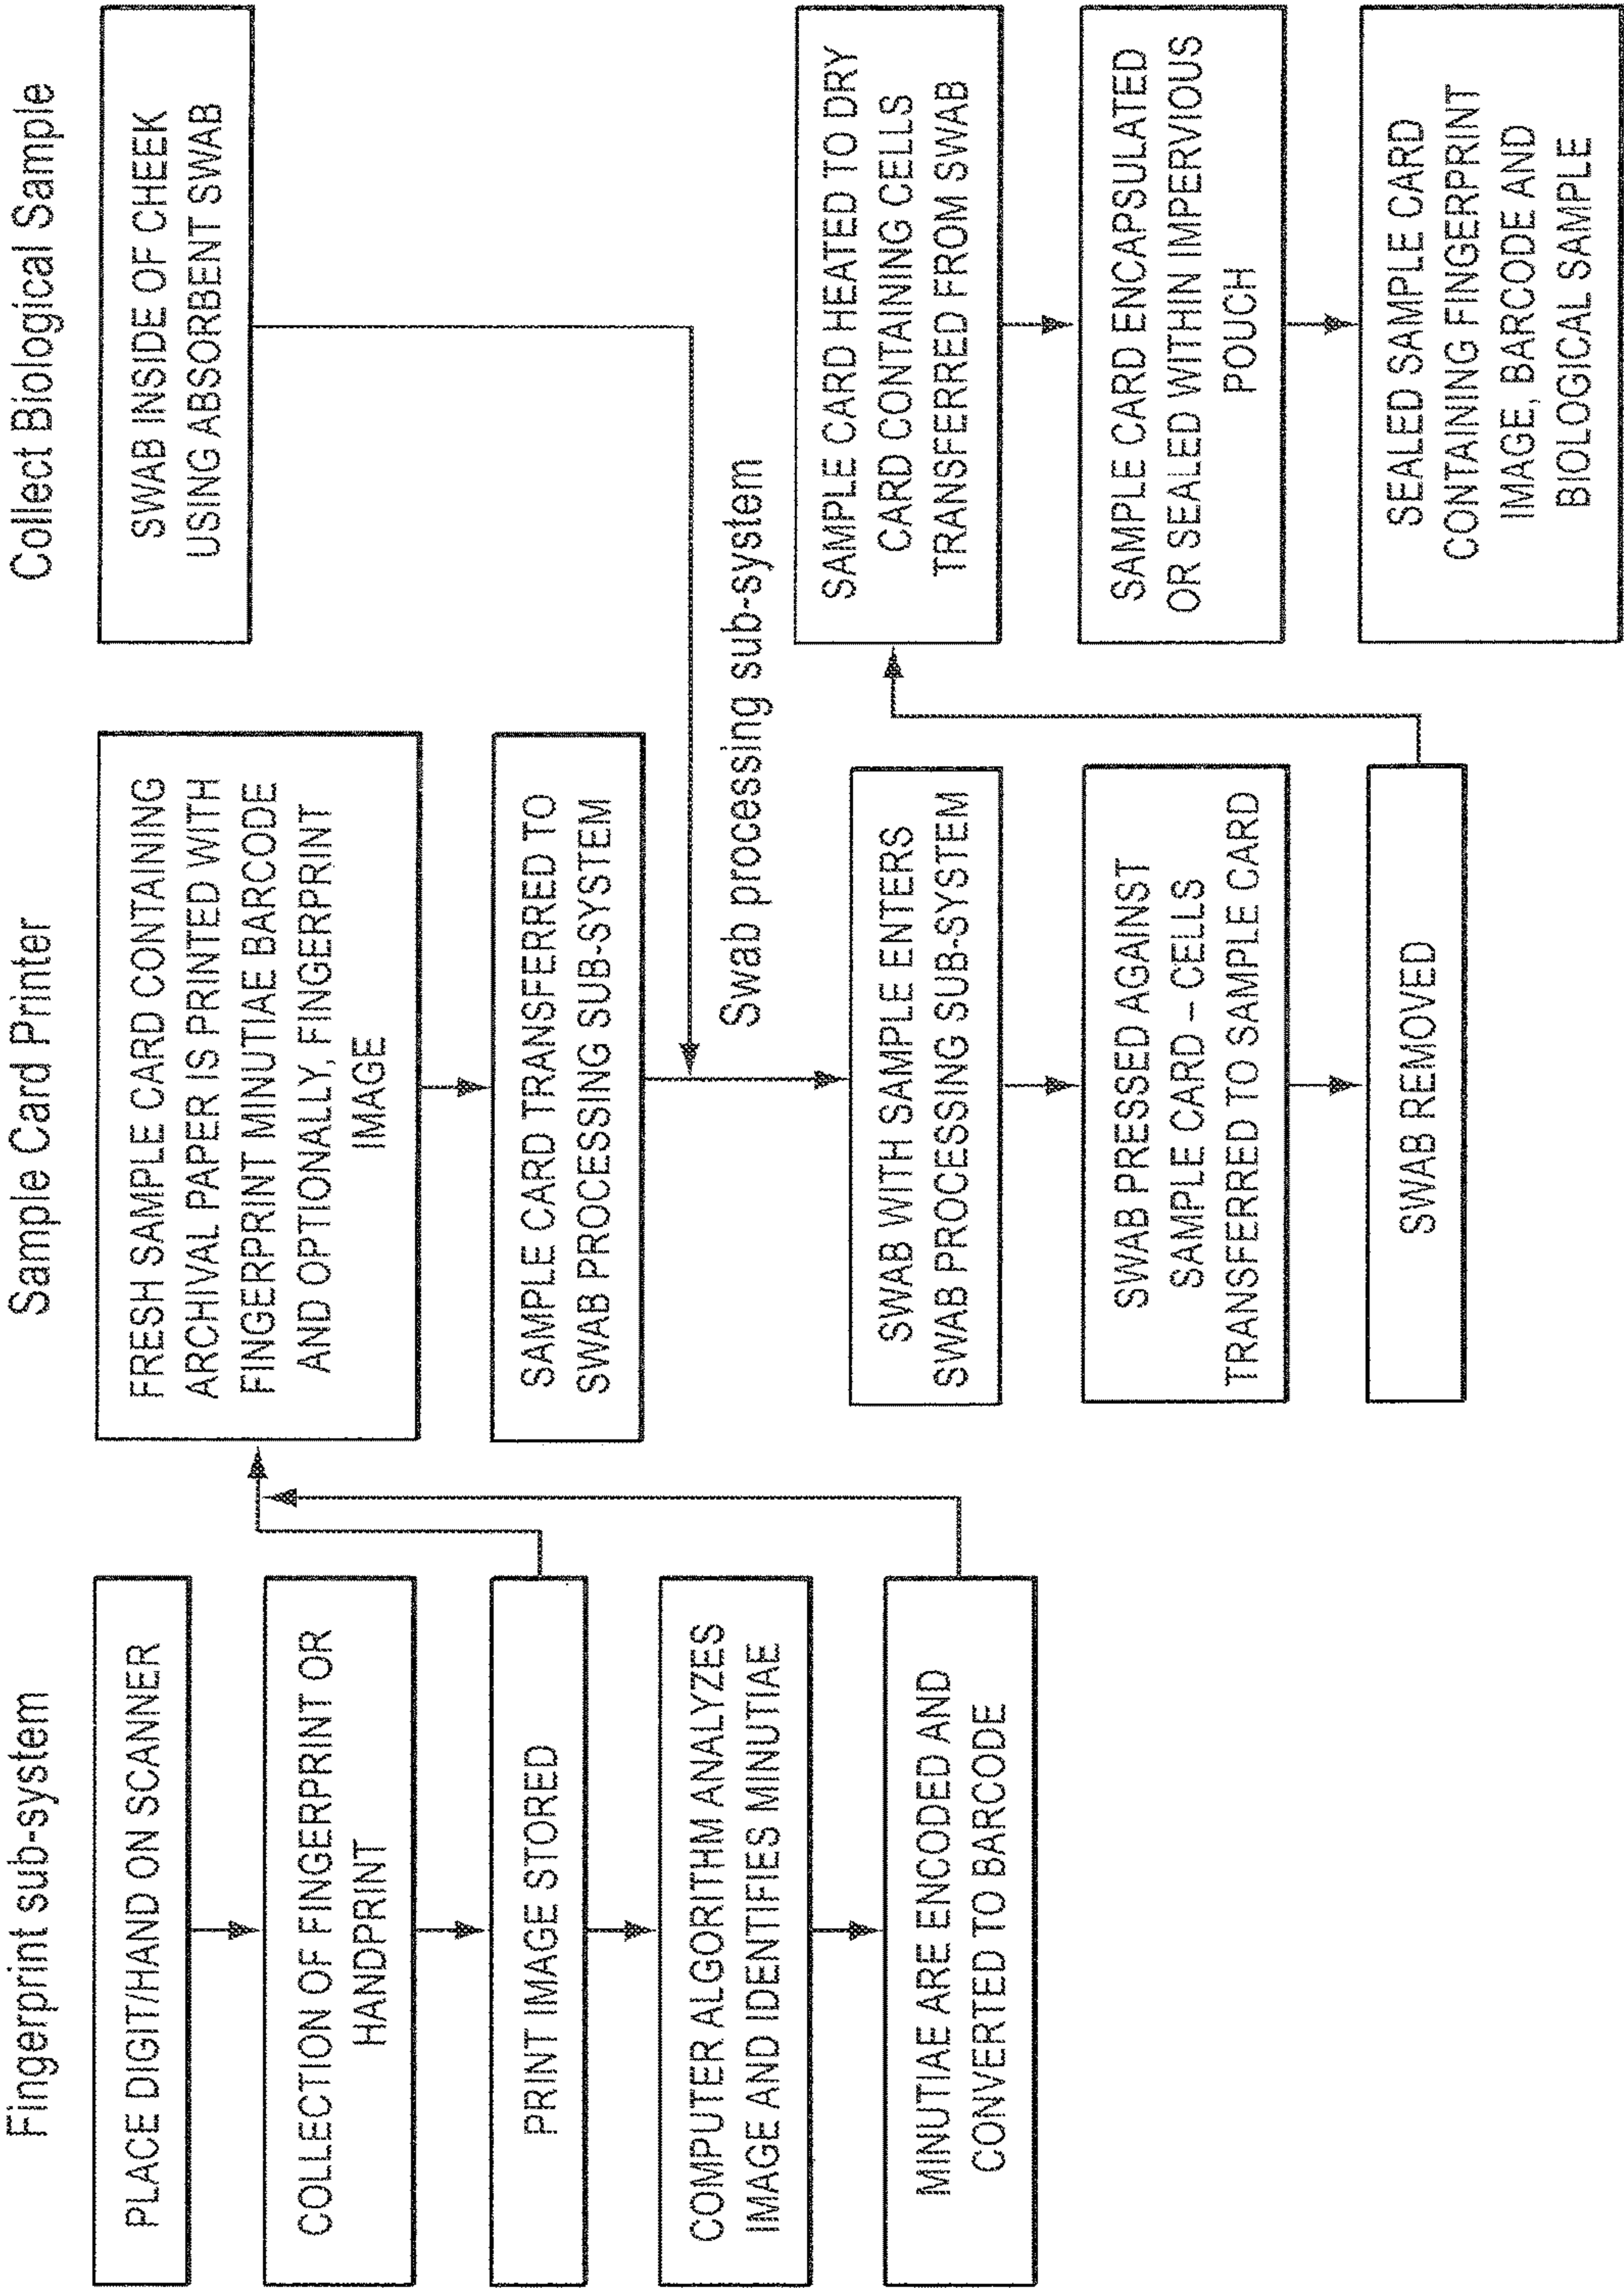 Fingerprint sub-system
PLACE DIGIT/HAND ON SCANNER
COLLECTION OF FINGERPRINT OR
HANDPRINT
PRINT IMAGE STORED
COMPUTER ALGORITHM ANALYZES
IMAGE AND IDENTIFIES MINUTIAE
MINUTIAE ARE ENCODED AND
CONVERTED TO BARCODE
Sample Card Printer
FRESH SAMPLE CARD CONTAINING
ARCHIVAL PAPER IS PRINTED WITH
FINGERPRINT MINUTIAE BARCODE
AND OPTIONALLY, FINGERPRINT
IMAGE
SAMPLE CARD TRANSFERRED TO
SWAB PROCESSING SUB-SYSTEM
Collect Biological Sample
SWAB INSIDE OF CHEEK
USING ABSORBENT SWAB
Swab processing sub-system
SWAB WITH SAMPLE ENTERS
SWAB PROCESSING SUB-SYSTEM
SWAB PRESSED AGAINST
SAMPLE CARD – CELLS
TRANSFERRED TO SAMPLE CARD
SWAB REMOVED
SAMPLE CARD HEATED TO DRY
CARD CONTAINING CELLS
TRANSFERRED FROM SWAB
SAMPLE CARD ENCAPSULATED
OR SEALED WITHIN IMPERVIOUS
POUCH
SEALED SAMPLE CARD
CONTAINING FINGERPRINT
IMAGE, BARCODE AND
BIOLOGICAL SAMPLE